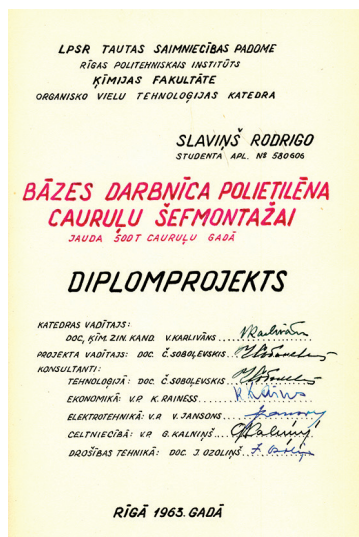 LPSR TAUTAS SAIMNIECĪBAS PADOME
RĪGAS POLITEHNISKAIS INSTITŪTS
ĶĪMIJAS FAKULTĀTE
ORGANISKO VIELU TEHNOLOĢIJAS KATEDRA
SLAVIŅŠ RODRIGO
STUDENTA APL. Nº 580606
BĀZES DARBNĪCA POLIETILĒNA
CAURUĻU ŠEFMONTAŽAI
JAUDA 500T CAURUĻU GADĀ
DIPLOMPROJEKTS
KATEDRAS VADĪTAJS:
DOC, ĶĪM. ZIN. KAND. V. KARLIVĀNS
PROJEKTA VADĪTAJS: DOC. Č. SOBOĻEVSKIS
KONSULTANTI:
TEHNOLOĢIJĀ: DOC. Č. SOBOĻEVSKIS
EKONOMIKĀ: V.P. K. RAINESS
ELEKTROTEHNIKĀ: V.P. V. JANSONS
CELTNIECĪBĀ: V.P. G. KALNIŅŠ
DROŠĪBAS TEHNIKĀ: DOC. J. OZOLIŅŠ
RĪGĀ 1963. GADĀ